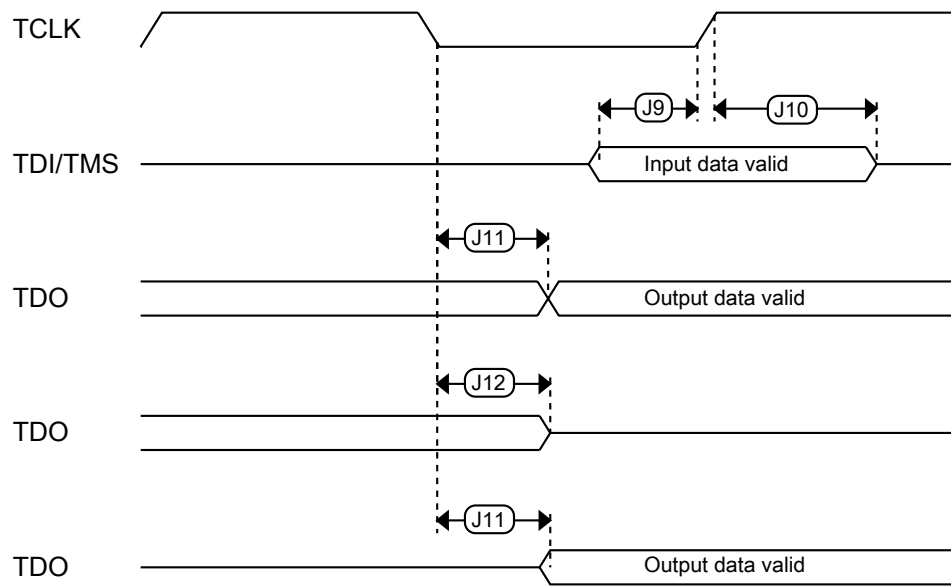 TCLK
J9
J10
TDI/TMS
Input data valid
J11
TDO
Output data valid
J12
TDO
J11
TDO
Output data valid